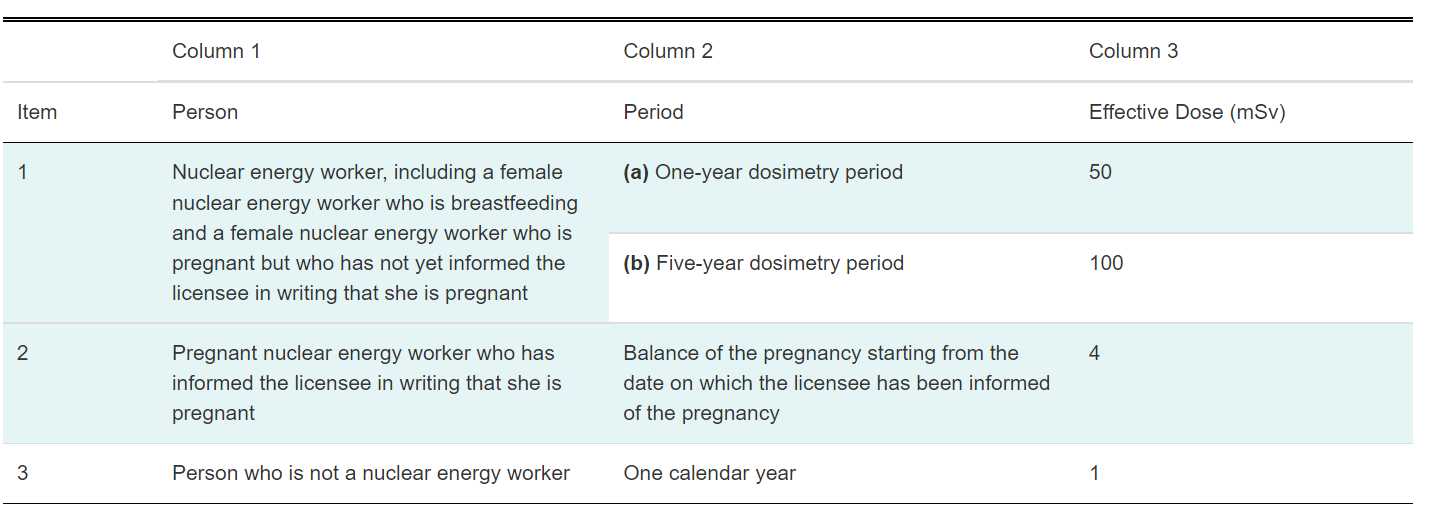 Column 1 Column 2 Column 3
Item Person Period Effective Dose (mSv)
1 Nuclear energy worker, including a female
nuclear energy worker who is breastfeeding
and a female nuclear energy worker who is
pregnant but who has not yet informed the
licensee in writing that she is pregnant
(a) One-year dosimetry period 50
(b) Five-year dosimetry period 100
2 Pregnant nuclear energy worker who has
informed the licensee in writing that she is
pregnant
Balance of the pregnancy starting from the
date on which the licensee has been informed
of the pregnancy
4
3 Person who is not a nuclear energy worker One calendar year 1